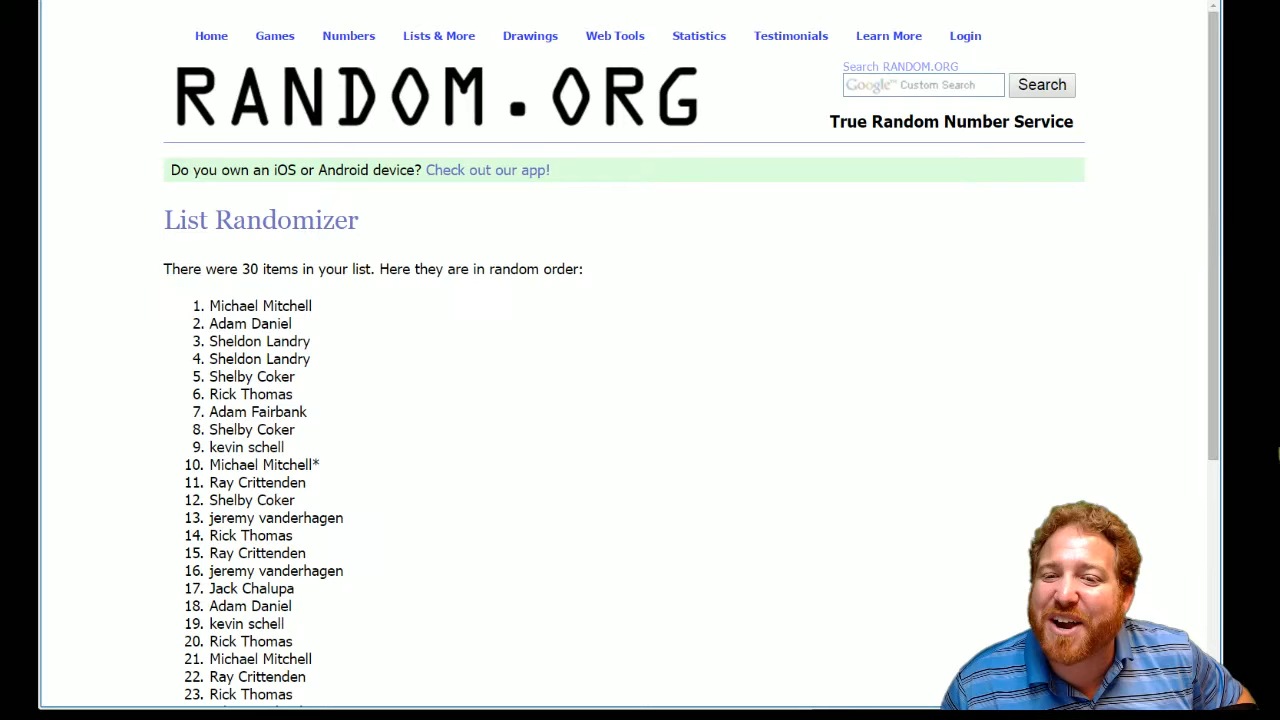 Home Games Numbers Lists & More Drawings Web Tools Statistics Testimonials Learn More Login
RANDOM.ORG
Search RANDOM.ORG
Google™ Custom Search Search
True Random Number Service
Do you own an iOS or Android device? Check out our app!
List Randomizer
There were 30 items in your list. Here they are in random order:
1. Michael Mitchell
2. Adam Daniel
3. Sheldon Landry
4. Sheldon Landry
5. Shelby Coker
6. Rick Thomas
7. Adam Fairbank
8. Shelby Coker
9. kevin schell
10. Michael Mitchell*
11. Ray Crittenden
12. Shelby Coker
13. jeremy vanderhagen
14. Rick Thomas
15. Ray Crittenden
16. jeremy vanderhagen
17. Jack Chalupa
18. Adam Daniel
19. kevin schell
20. Rick Thomas
21. Michael Mitchell
22. Ray Crittenden
23. Rick Thomas